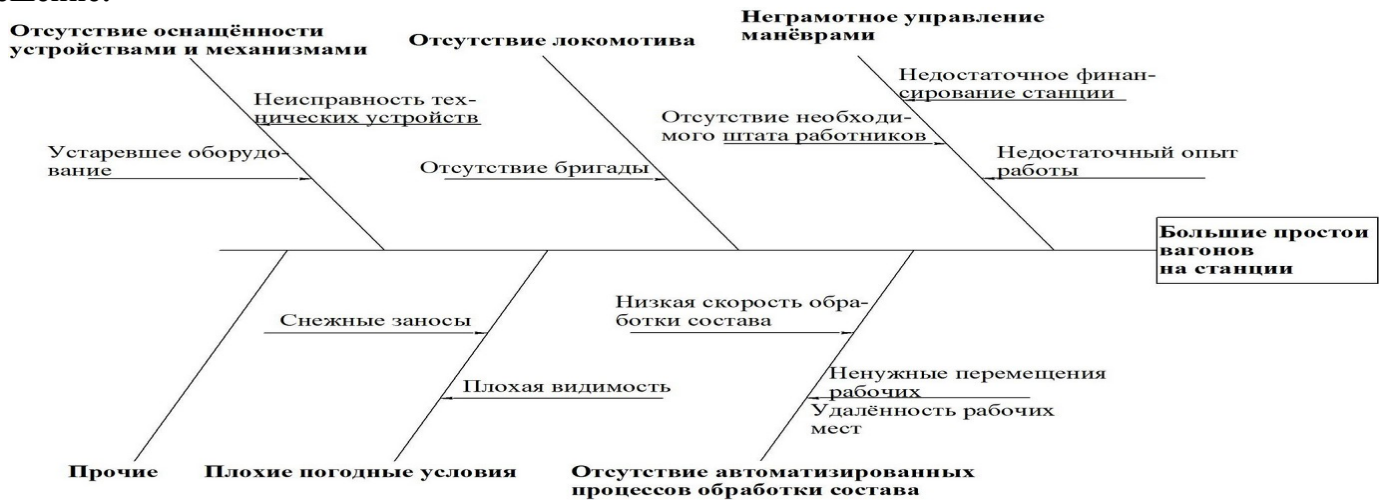 Отсутствие оснащённости
устройствами и механизмами
Отсутствие локомотива
Неграмотное управление
манёврами
Неисправность тех-
нических устройств
Устаревшее оборудо-
вание
Отсутствие бригады
Недостаточное финан-
сирование станции
Отсутствие необходи-
мого штата работников
Недостаточный опыт
работы
Большие простои
вагонов
на станции
Снежные заносы
Плохая видимость
Низкая скорость обра-
ботки состава
Ненужные перемещения
рабочих
Удалённость рабочих
мест
Прочие
Плохие погодные условия
Отсутствие автоматизированных
процессов обработки состава